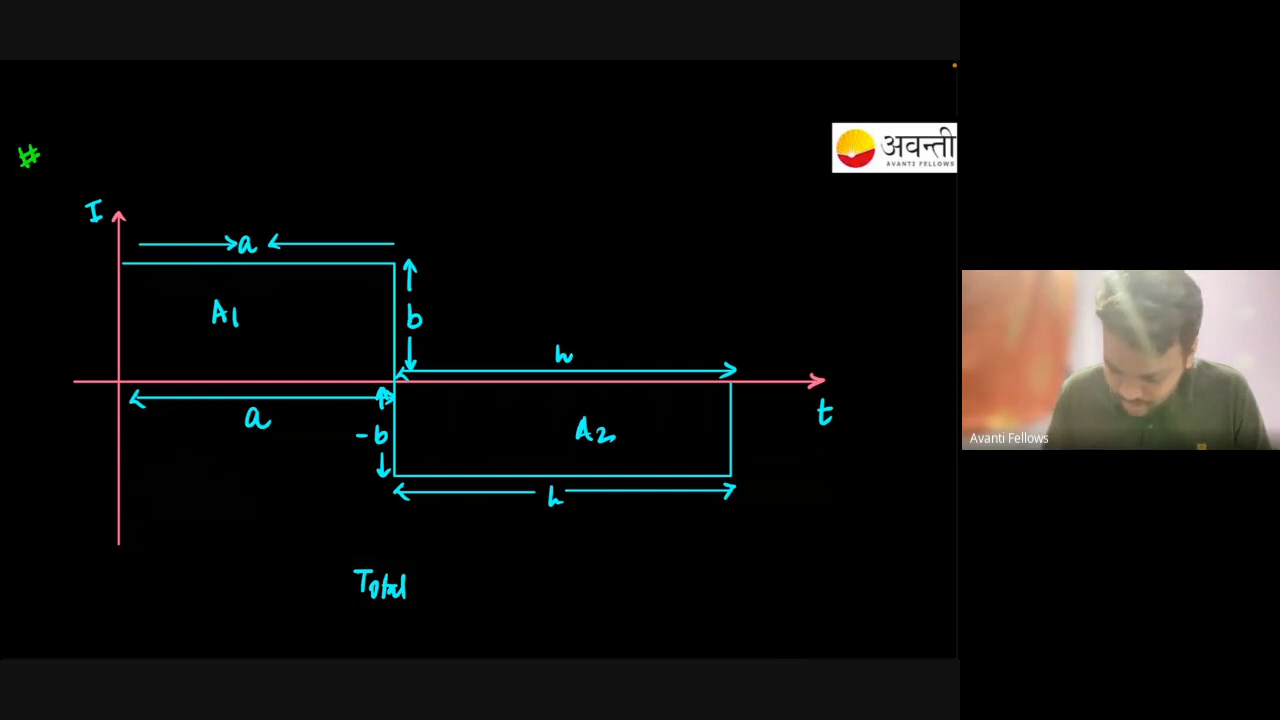 #
अवन्ती
AVANTI FELLOWS
I
a
A1
b
h
a
t
-b
A2
h
Total
Avanti Fellows